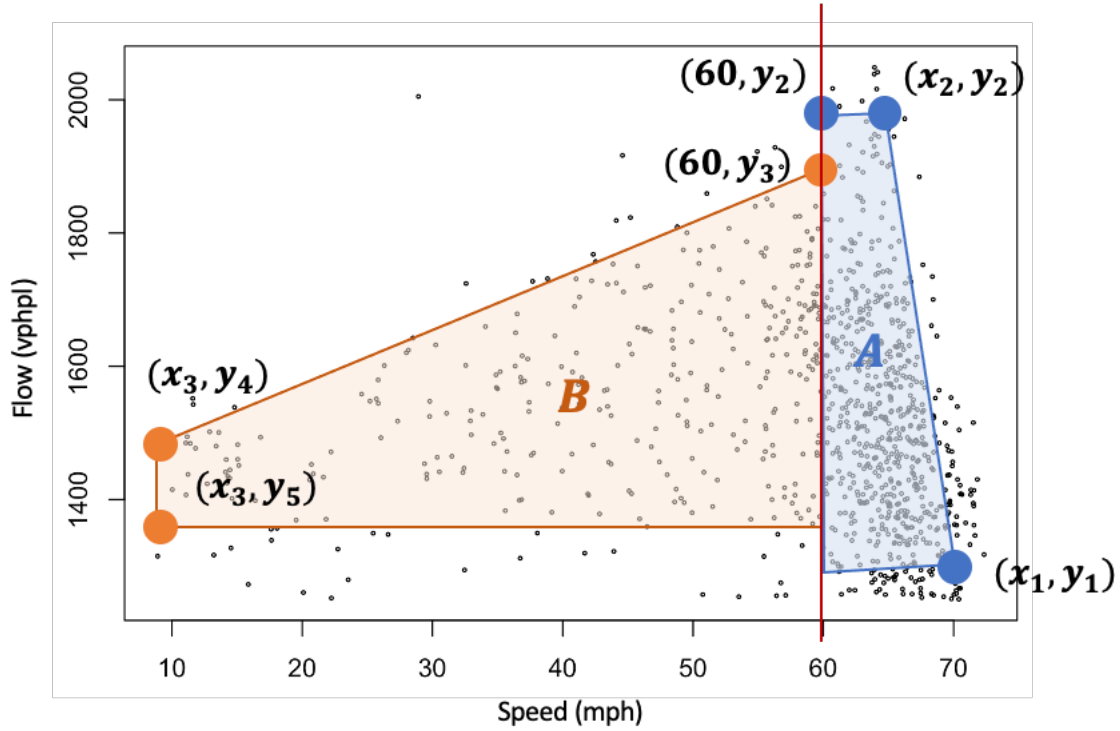 (60, y₂) (x₂, y₂)
2000
(60, y₃)
1800
Flow (vphpl)
1600
(x₃, y₄)
A
B
(x₃, y₅)
1400
(x₁, y₁)
10 20 30 40 50 60 70
Speed (mph)